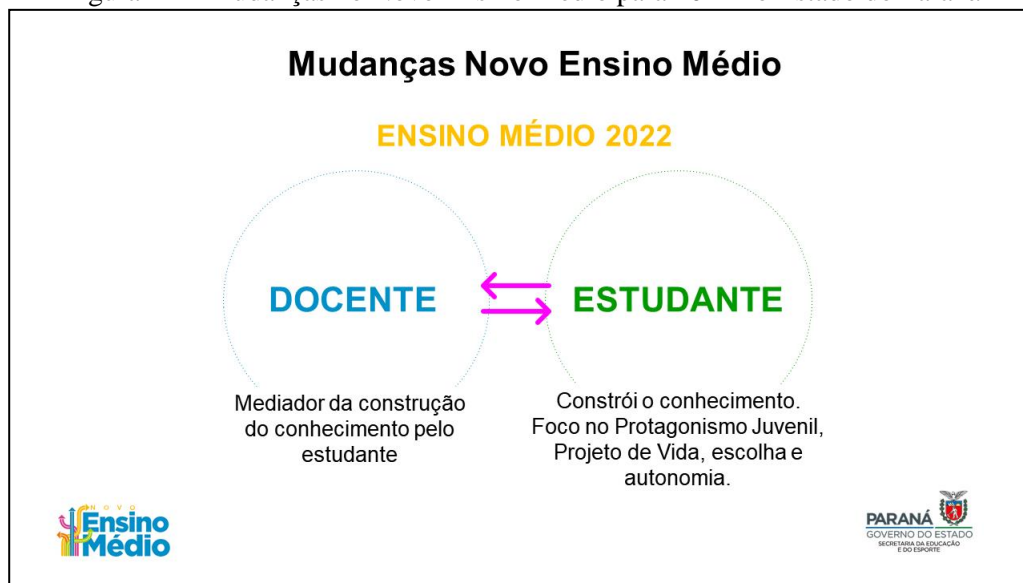 Mudanças Novo Ensino Médio
ENSINO MÉDIO 2022
DOCENTE
ESTUDANTE
Mediador da construção
do conhecimento pelo
estudante
Constrói o conhecimento.
Foco no Protagonismo Juvenil,
Projeto de Vida, escolha e
autonomia.
NOVO
Ensino
Médio
PARANÁ
GOVERNO DO ESTADO
SECRETARIA DA EDUCAÇÃO
E DO ESPORTE